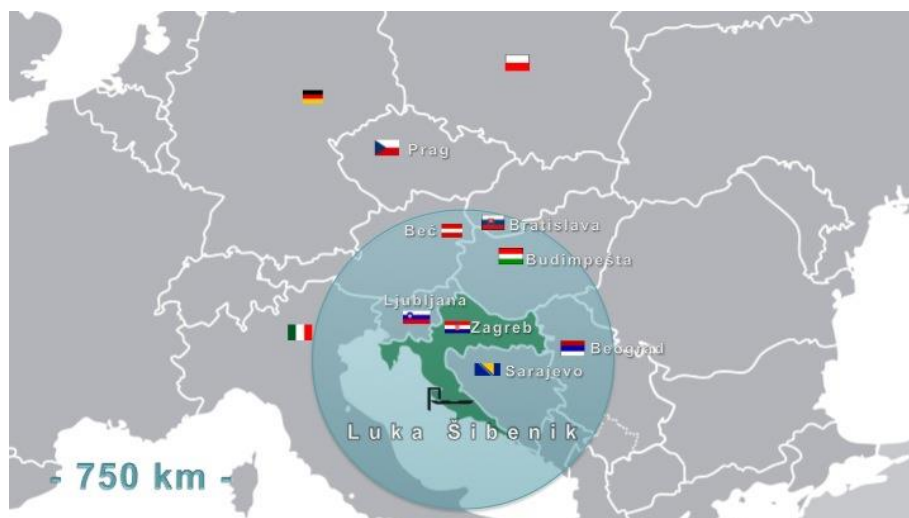 Prag
Beč
Bratislava
Budimpešta
Ljubljana
Zagreb
Beograd
Sarajevo
Luka Šibenik
- 750 km -